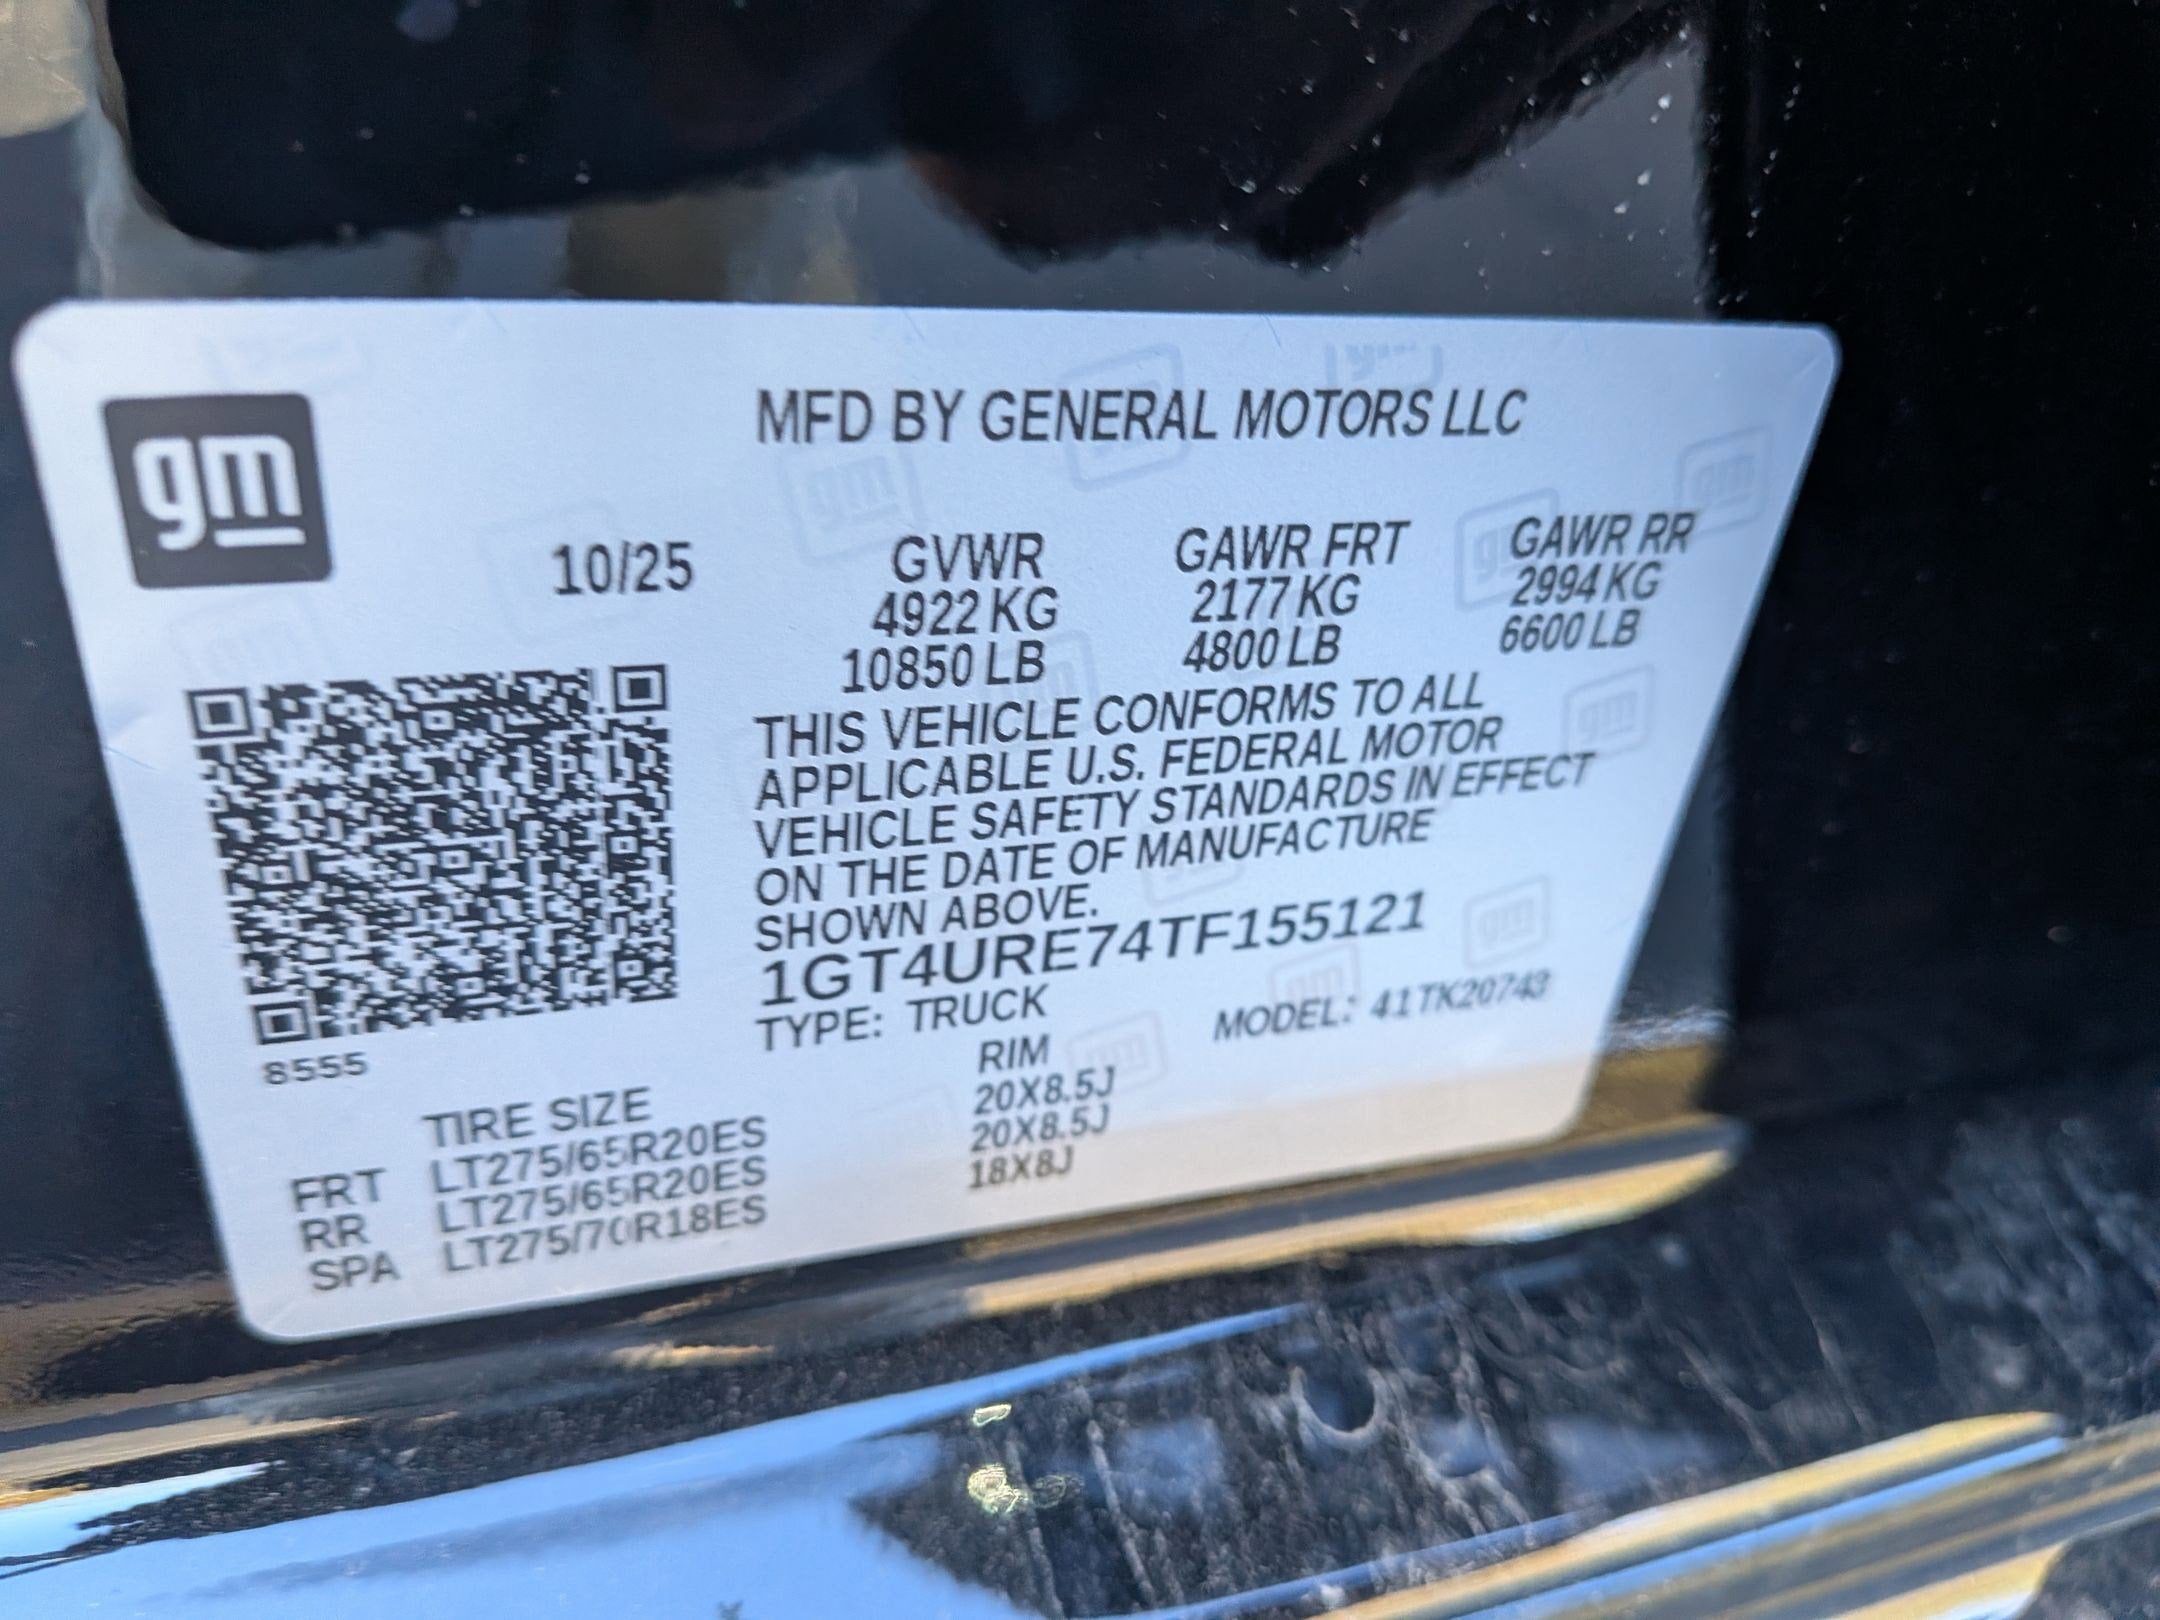 gm
MFD BY GENERAL MOTORS LLC
10/25
GVWR GAWR FRT GAWR RR
4922 KG 2177 KG 2994 KG
10850 LB 4800 LB 6600 LB
THIS VEHICLE CONFORMS TO ALL
APPLICABLE U.S. FEDERAL MOTOR
VEHICLE SAFETY STANDARDS IN EFFECT
ON THE DATE OF MANUFACTURE
SHOWN ABOVE.
1GT4URE74TF155121
TYPE: TRUCK MODEL: 41TK20743
8555
TIRE SIZE RIM
FRT LT275/65R20ES 20X8.5J
RR LT275/65R20ES 20X8.5J
SPA LT275/70R18ES 18X8J